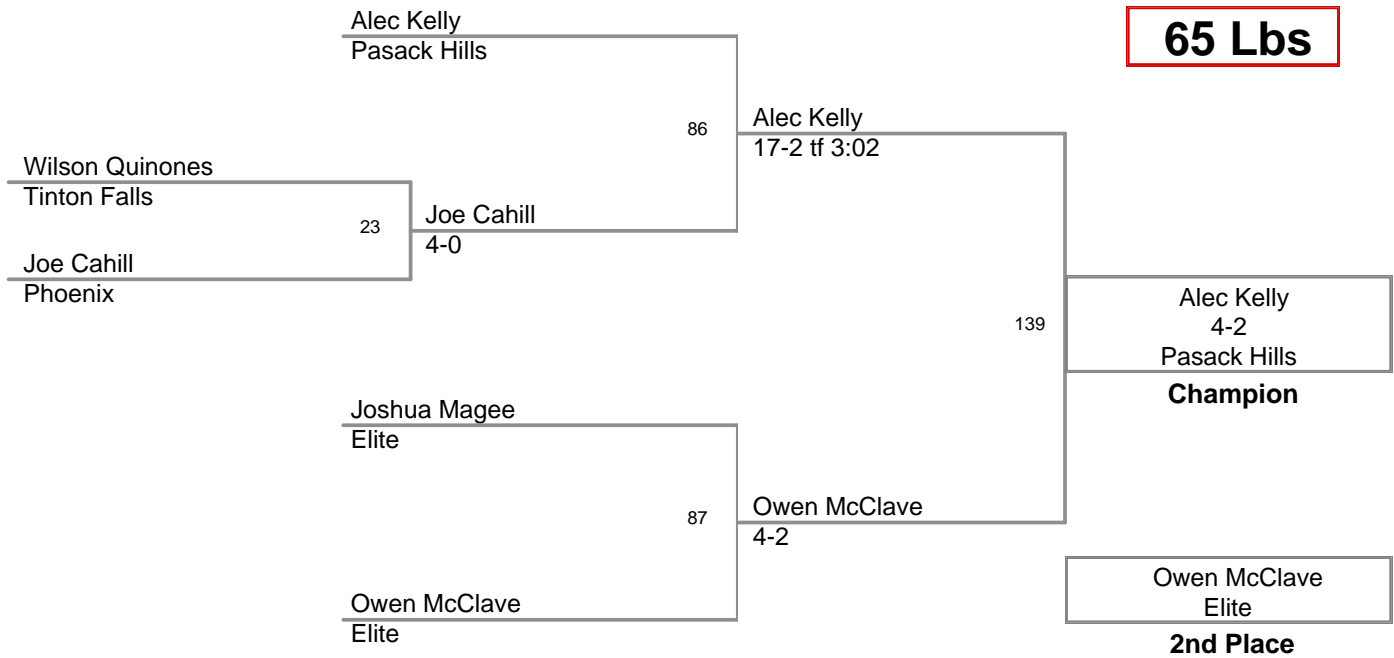 Alec Kelly
Pasack Hills
65 Lbs
86
Alec Kelly
17-2 tf 3:02
Wilson Quinones
Tinton Falls
23
Joe Cahill
4-0
Joe Cahill
Phoenix
139
Alec Kelly
4-2
Pasack Hills
Champion
Joshua Magee
Elite
87
Owen McClave
4-2
Owen McClave
Elite
Owen McClave
Elite
2nd Place